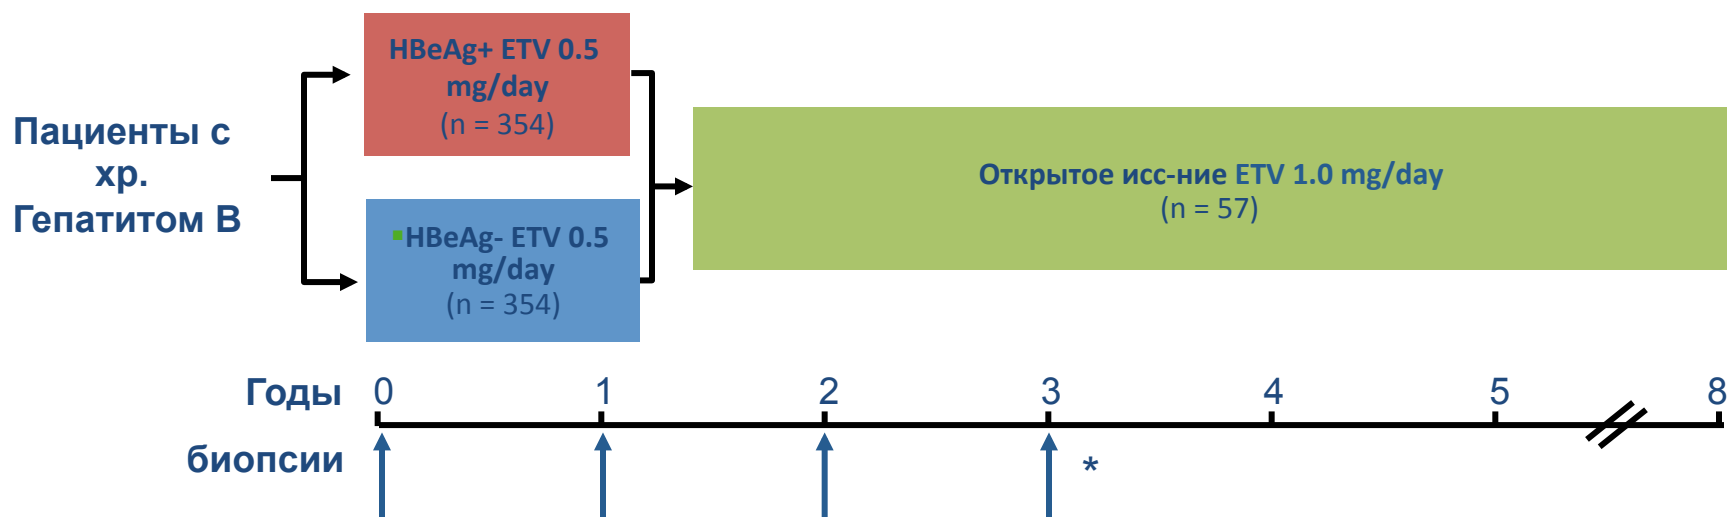 Пациенты с
хр.
Гепатитом В
HBeAg+ ETV 0.5
mg/day
(n = 354)
HBeAg- ETV 0.5
mg/day
(n = 354)
Открытое исс-ние ETV 1.0 mg/day
(n = 57)
Годы 0 1 2 3 4 5 8
биопсии *